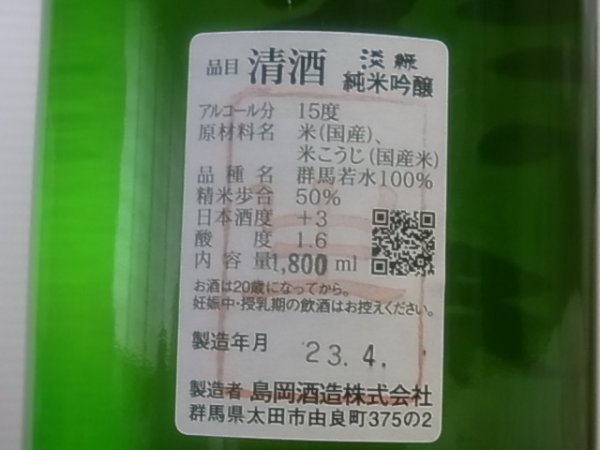 品目 清酒 淡緑
純米吟醸
アルコール分 15度
原材料名 米(国産)、
米こうじ(国産米)
品種名 群馬若水100%
精米歩合 50%
日本酒度 +3
酸度 1.6
内容量 1,800 ml
お酒は20歳になってから。
妊娠中・授乳期の飲酒はお控えください。
製造年月 23.4.
製造者 島岡酒造株式会社
群馬県太田市由良町375の2